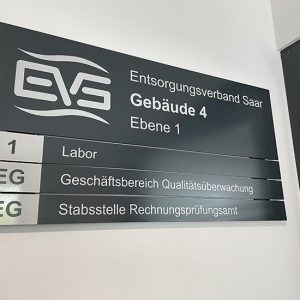 EVS
Entsorgungsverband Saar
Gebäude 4
Ebene 1
1 Labor
EG Geschäftsbereich Qualitätsüberwachung
EG Stabsstelle Rechnungsprüfungsamt